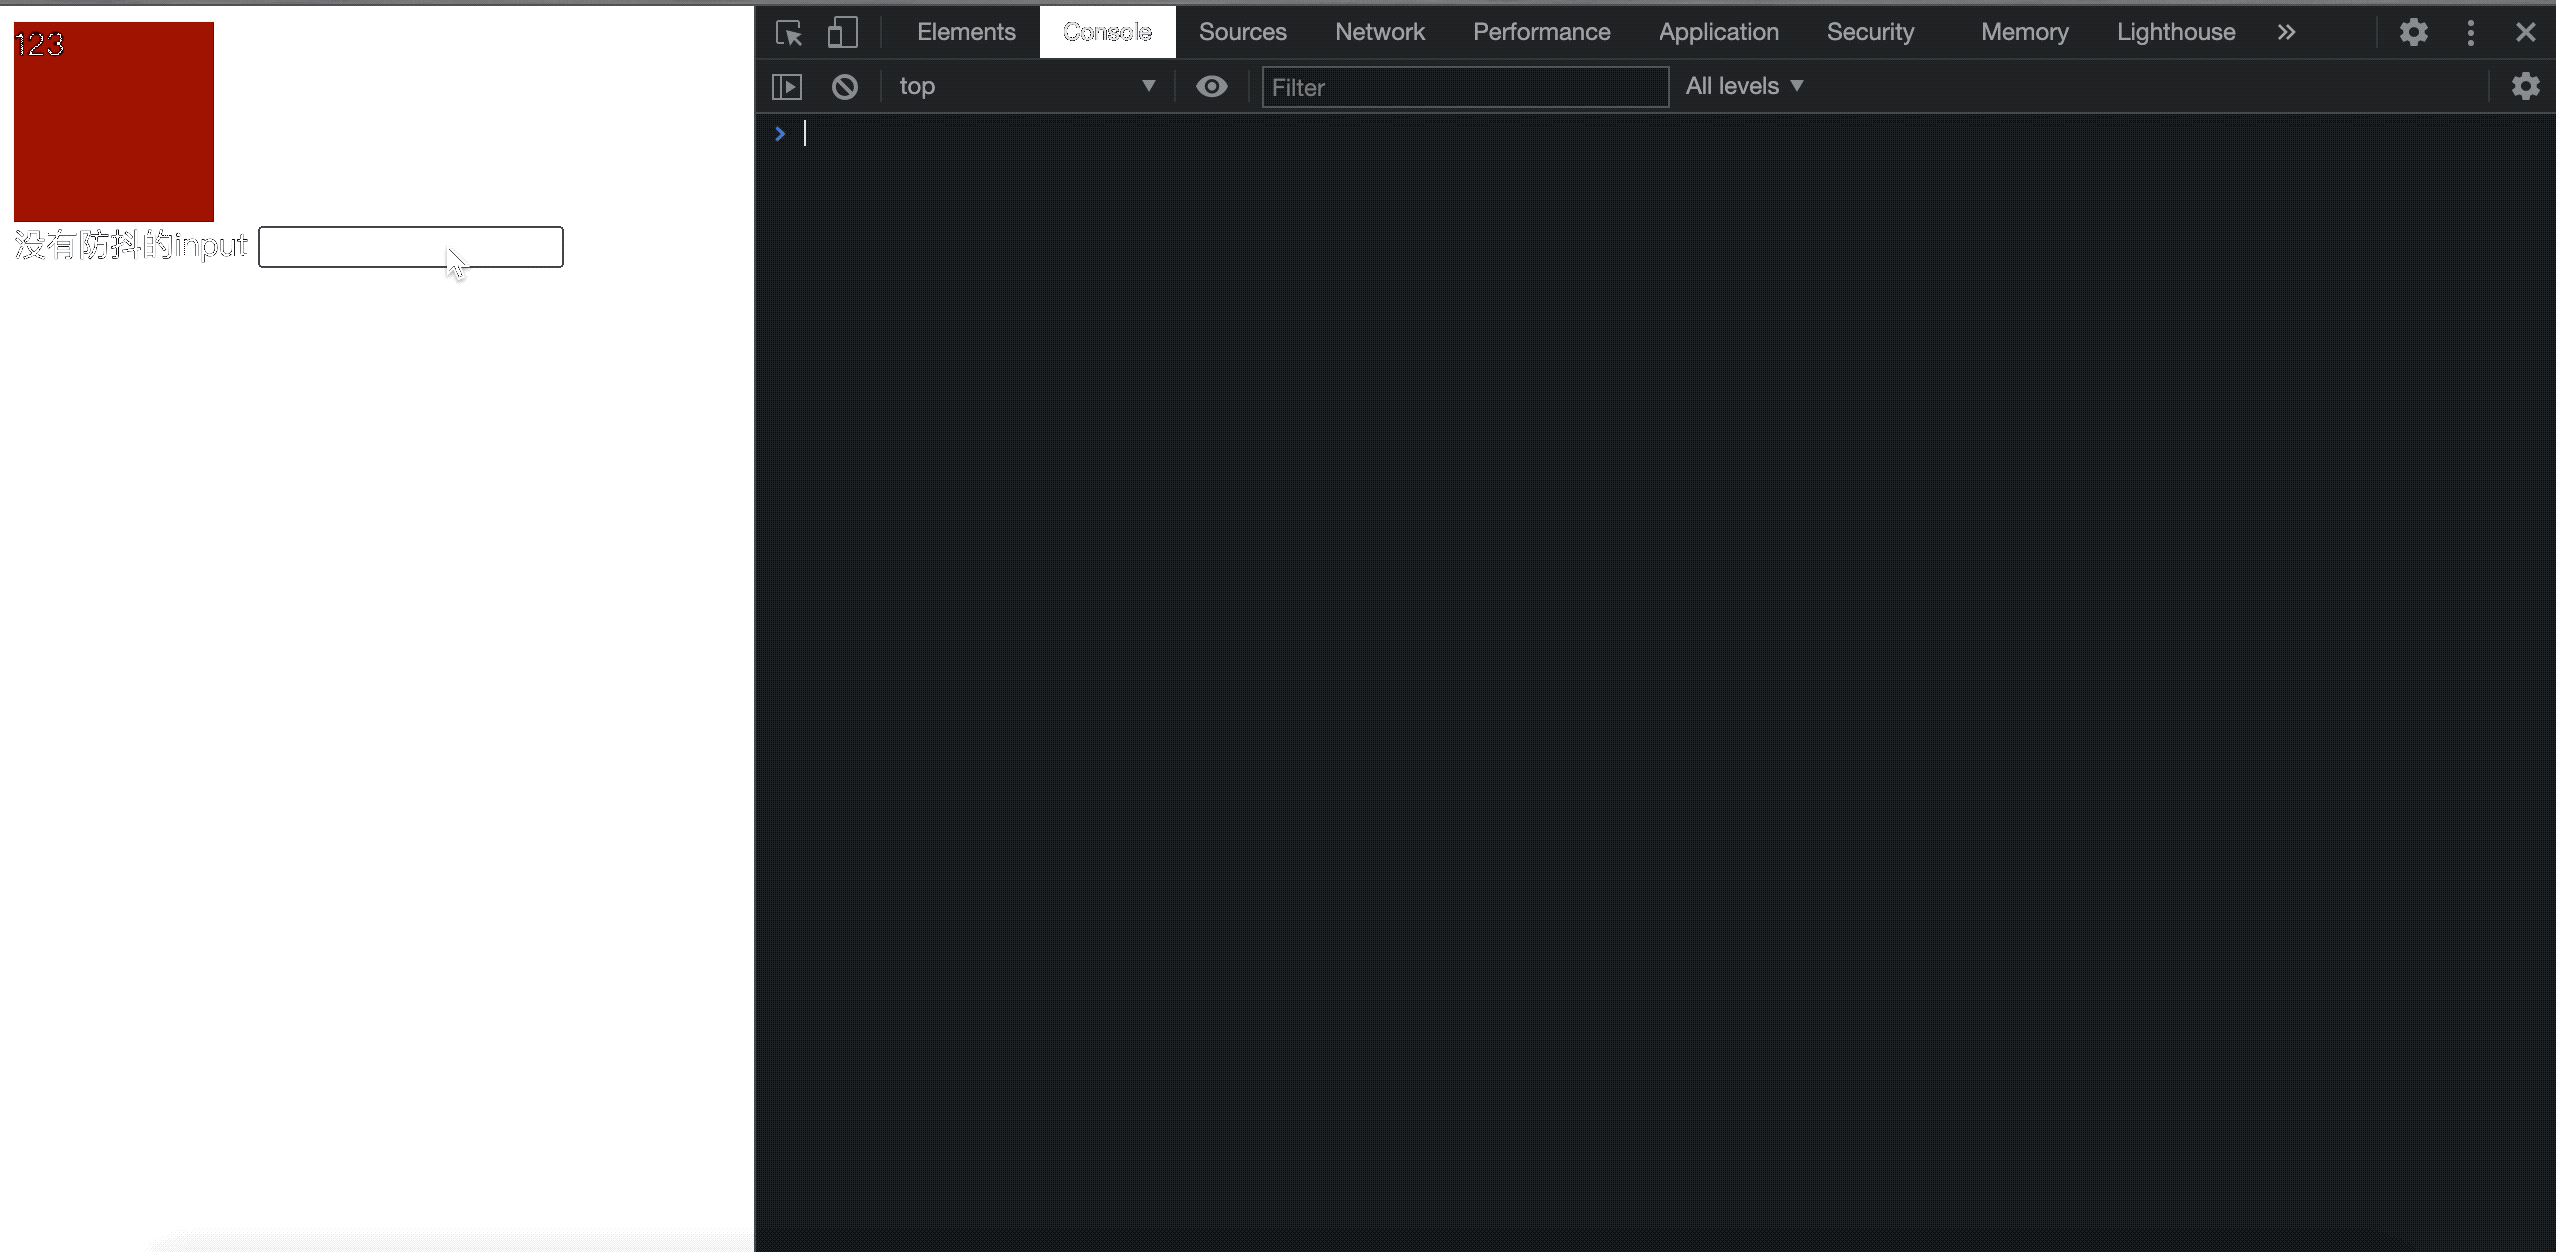 123
没有防抖的input
Elements Console Sources Network Performance Application Security Memory Lighthouse
top Filter All levels